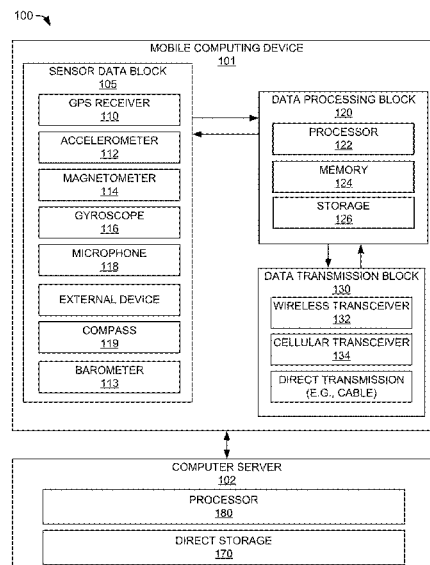 100
MOBILE COMPUTING DEVICE
101
SENSOR DATA BLOCK
105
GPS RECEIVER
110
ACCELEROMETER
112
MAGNETOMETER
114
GYROSCOPE
116
MICROPHONE
118
EXTERNAL DEVICE
COMPASS
119
BAROMETER
113
DATA PROCESSING BLOCK
120
PROCESSOR
122
MEMORY
124
STORAGE
126
DATA TRANSMISSION BLOCK
130
WIRELESS TRANSCEIVER
132
CELLULAR TRANSCEIVER
134
DIRECT TRANSMISSION
(E.G., CABLE)
COMPUTER SERVER
102
PROCESSOR
180
DIRECT STORAGE
170